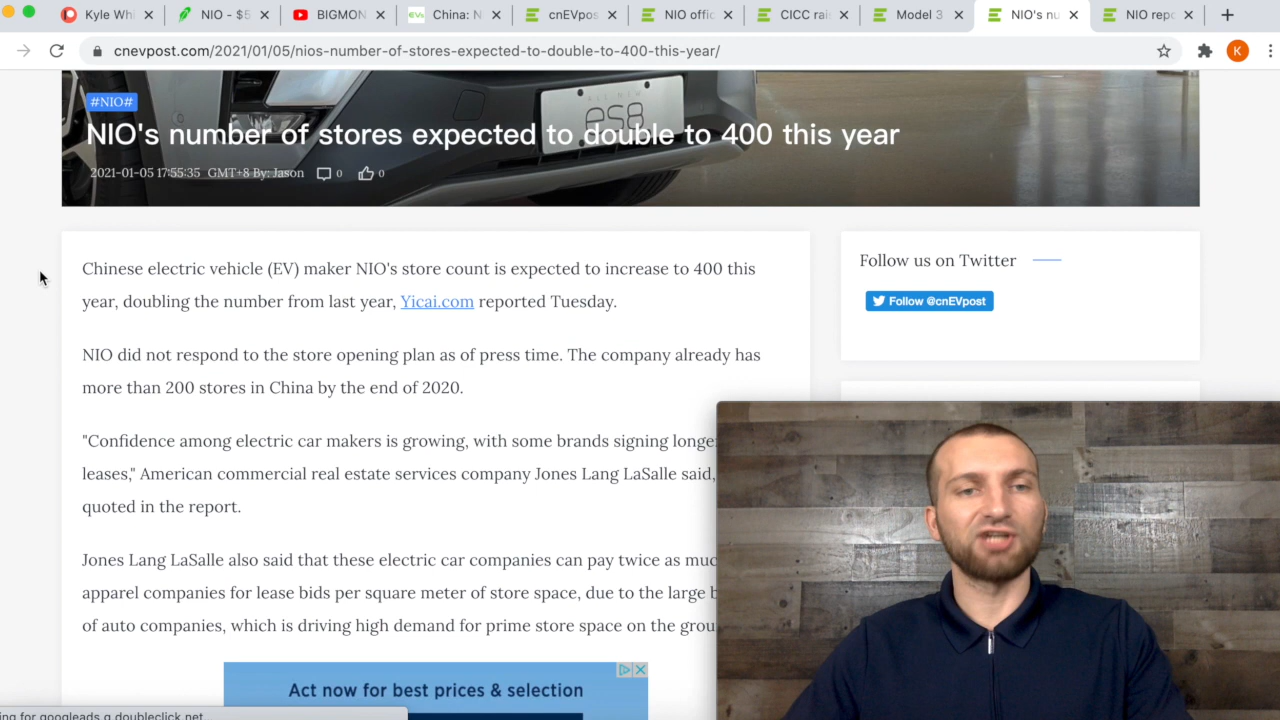 Kyle Whi
NIO - $5
BIGMON
China: N
cnEVpos
NIO offic
CICC rai
Model 3
NIO's nu
NIO repo
cnevpost.com/2021/01/05/nios-number-of-stores-expected-to-double-to-400-this-year/
K
ES8
#NIO#
NIO's number of stores expected to double to 400 this year
2021-01-05 17:55:35 GMT+8 By: Jason 0 0
Chinese electric vehicle (EV) maker NIO's store count is expected to increase to 400 this
year, doubling the number from last year, Yicai.com reported Tuesday.
NIO did not respond to the store opening plan as of press time. The company already has
more than 200 stores in China by the end of 2020.
"Confidence among electric car makers is growing, with some brands signing longe
leases," American commercial real estate services company Jones Lang LaSalle said,
quoted in the report.
Jones Lang LaSalle also said that these electric car companies can pay twice as muc
apparel companies for lease bids per square meter of store space, due to the large b
of auto companies, which is driving high demand for prime store space on the grou
Follow us on Twitter
Follow @cnEVpost
Act now for best prices & selection
ing for googleads.g.doubleclick.net...